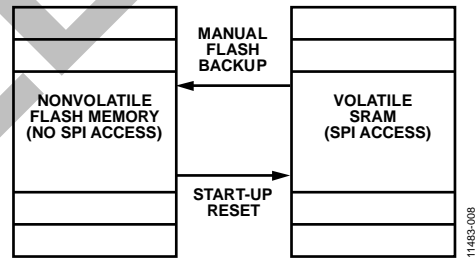 MANUAL
FLASH
BACKUP
NONVOLATILE
FLASH MEMORY
(NO SPI ACCESS)
VOLATILE
SRAM
(SPI ACCESS)
START-UP
RESET
11483-008